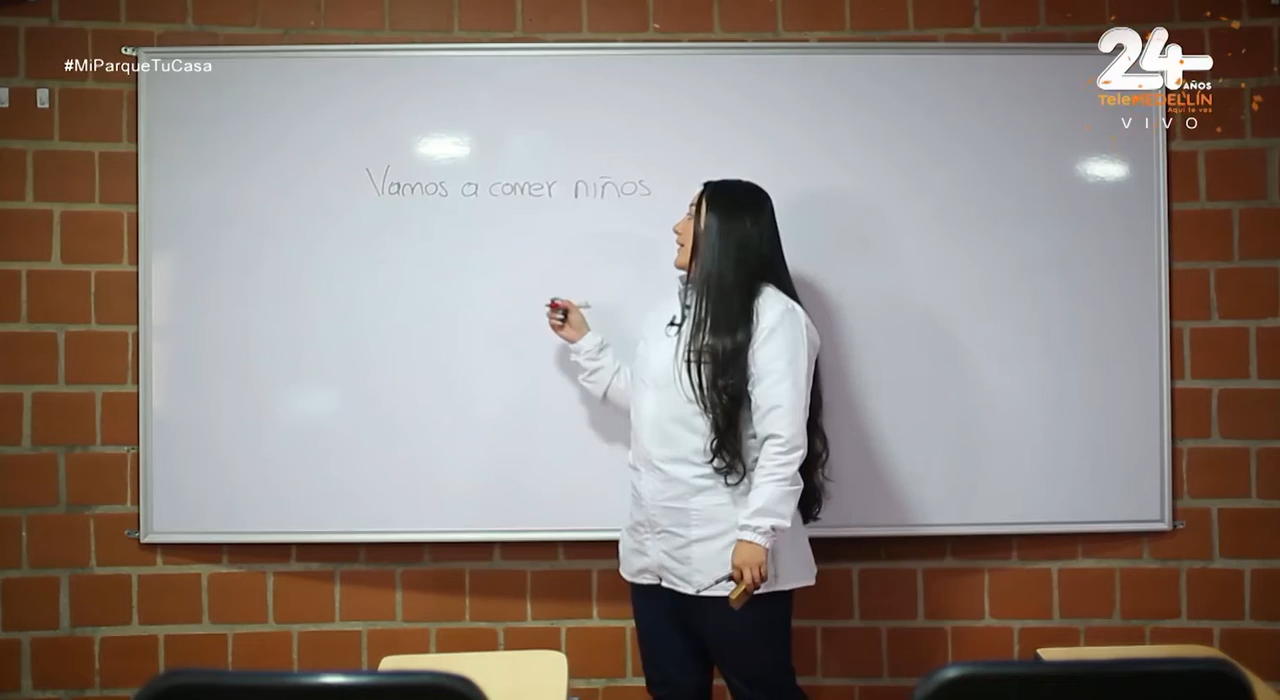 #MiParqueTuCasa
24 AÑOS
TeleMEDELLÍN
Aquí te ves
VIVO
Vamos a comer niños